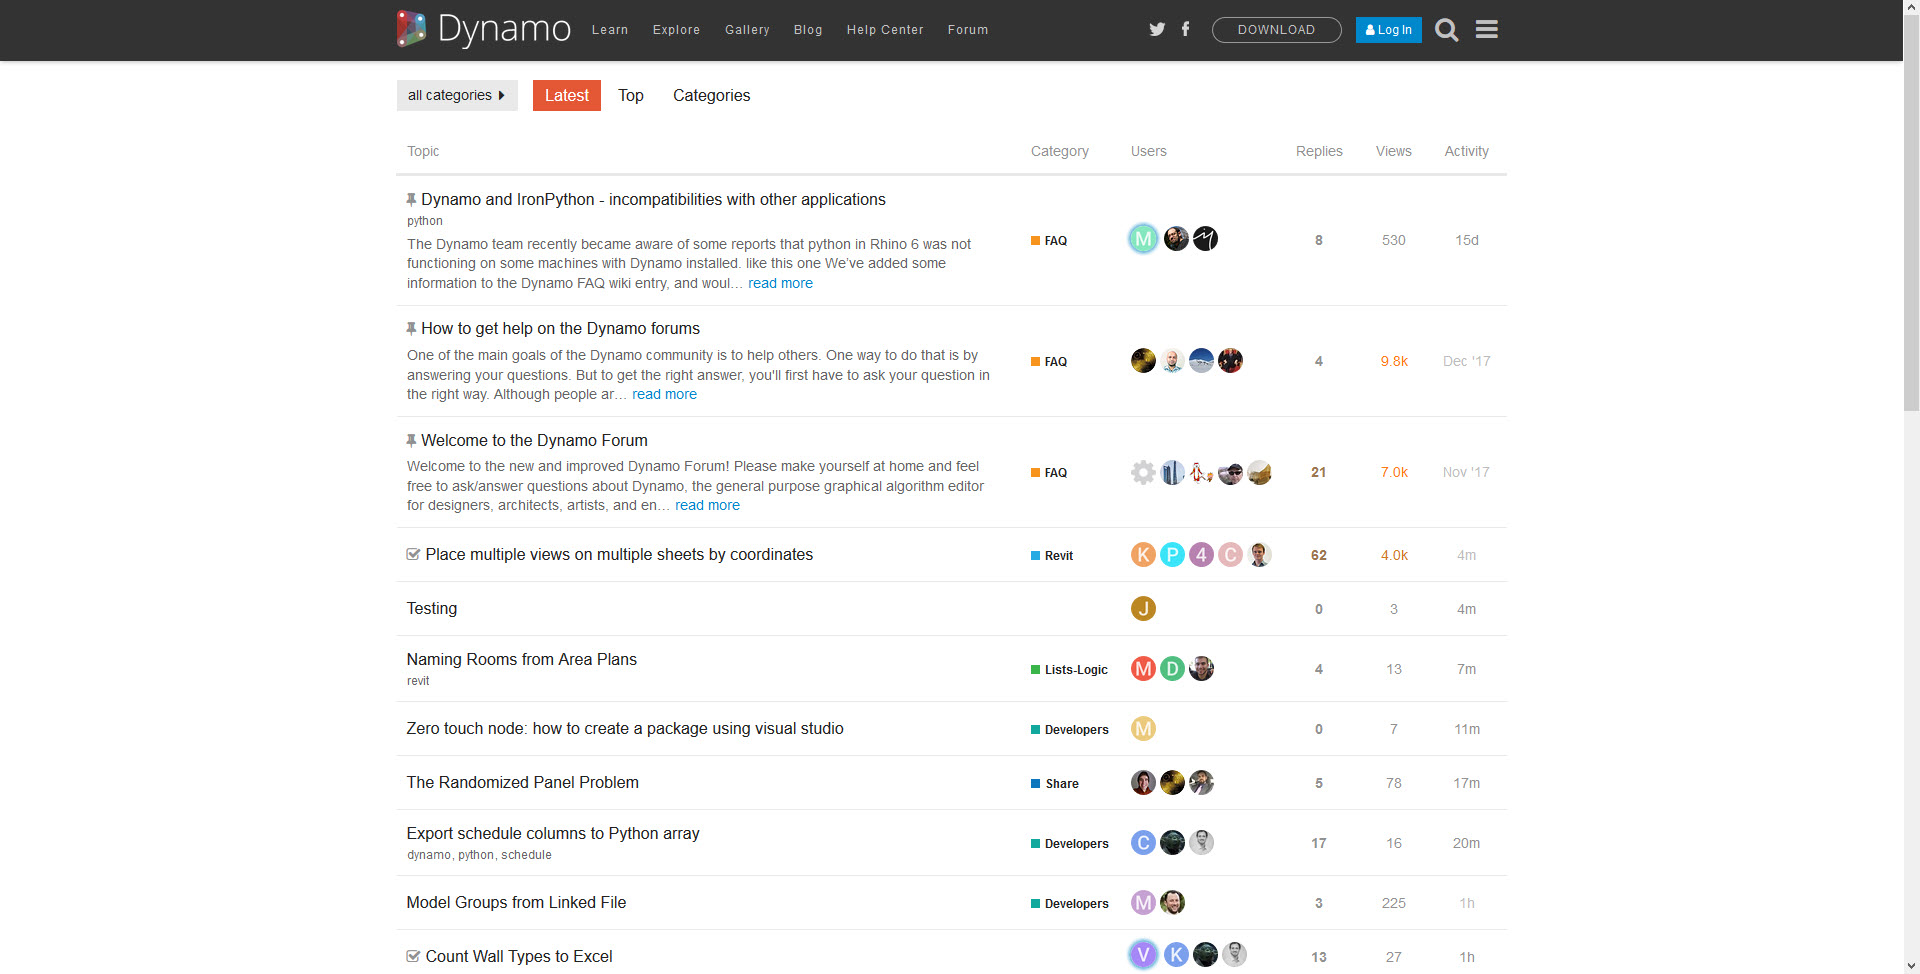 Dynamo Learn Explore Gallery Blog Help Center Forum DOWNLOAD Log In
all categories Latest Top Categories
Topic Category Users Replies Views Activity
Dynamo and IronPython - incompatibilities with other applications
python
The Dynamo team recently became aware of some reports that python in Rhino 6 was not
functioning on some machines with Dynamo installed. like this one We've added some
information to the Dynamo FAQ wiki entry, and woul… read more
FAQ M 8 530 15d
How to get help on the Dynamo forums
One of the main goals of the Dynamo community is to help others. One way to do that is by
answering your questions. But to get the right answer, you'll first have to ask your question in
the right way. Although people ar… read more
FAQ 4 9.8k Dec '17
Welcome to the Dynamo Forum
Welcome to the new and improved Dynamo Forum! Please make yourself at home and feel
free to ask/answer questions about Dynamo, the general purpose graphical algorithm editor
for designers, architects, artists, and en… read more
FAQ 21 7.0k Nov '17
Place multiple views on multiple sheets by coordinates Revit K P 4 C 62 4.0k 4m
Testing J 0 3 4m
Naming Rooms from Area Plans
revit
Lists-Logic M D 4 13 7m
Zero touch node: how to create a package using visual studio Developers M 0 7 11m
The Randomized Panel Problem Share 5 78 17m
Export schedule columns to Python array
dynamo, python, schedule
Developers C 17 16 20m
Model Groups from Linked File Developers M 3 225 1h
Count Wall Types to Excel V K 13 27 1h